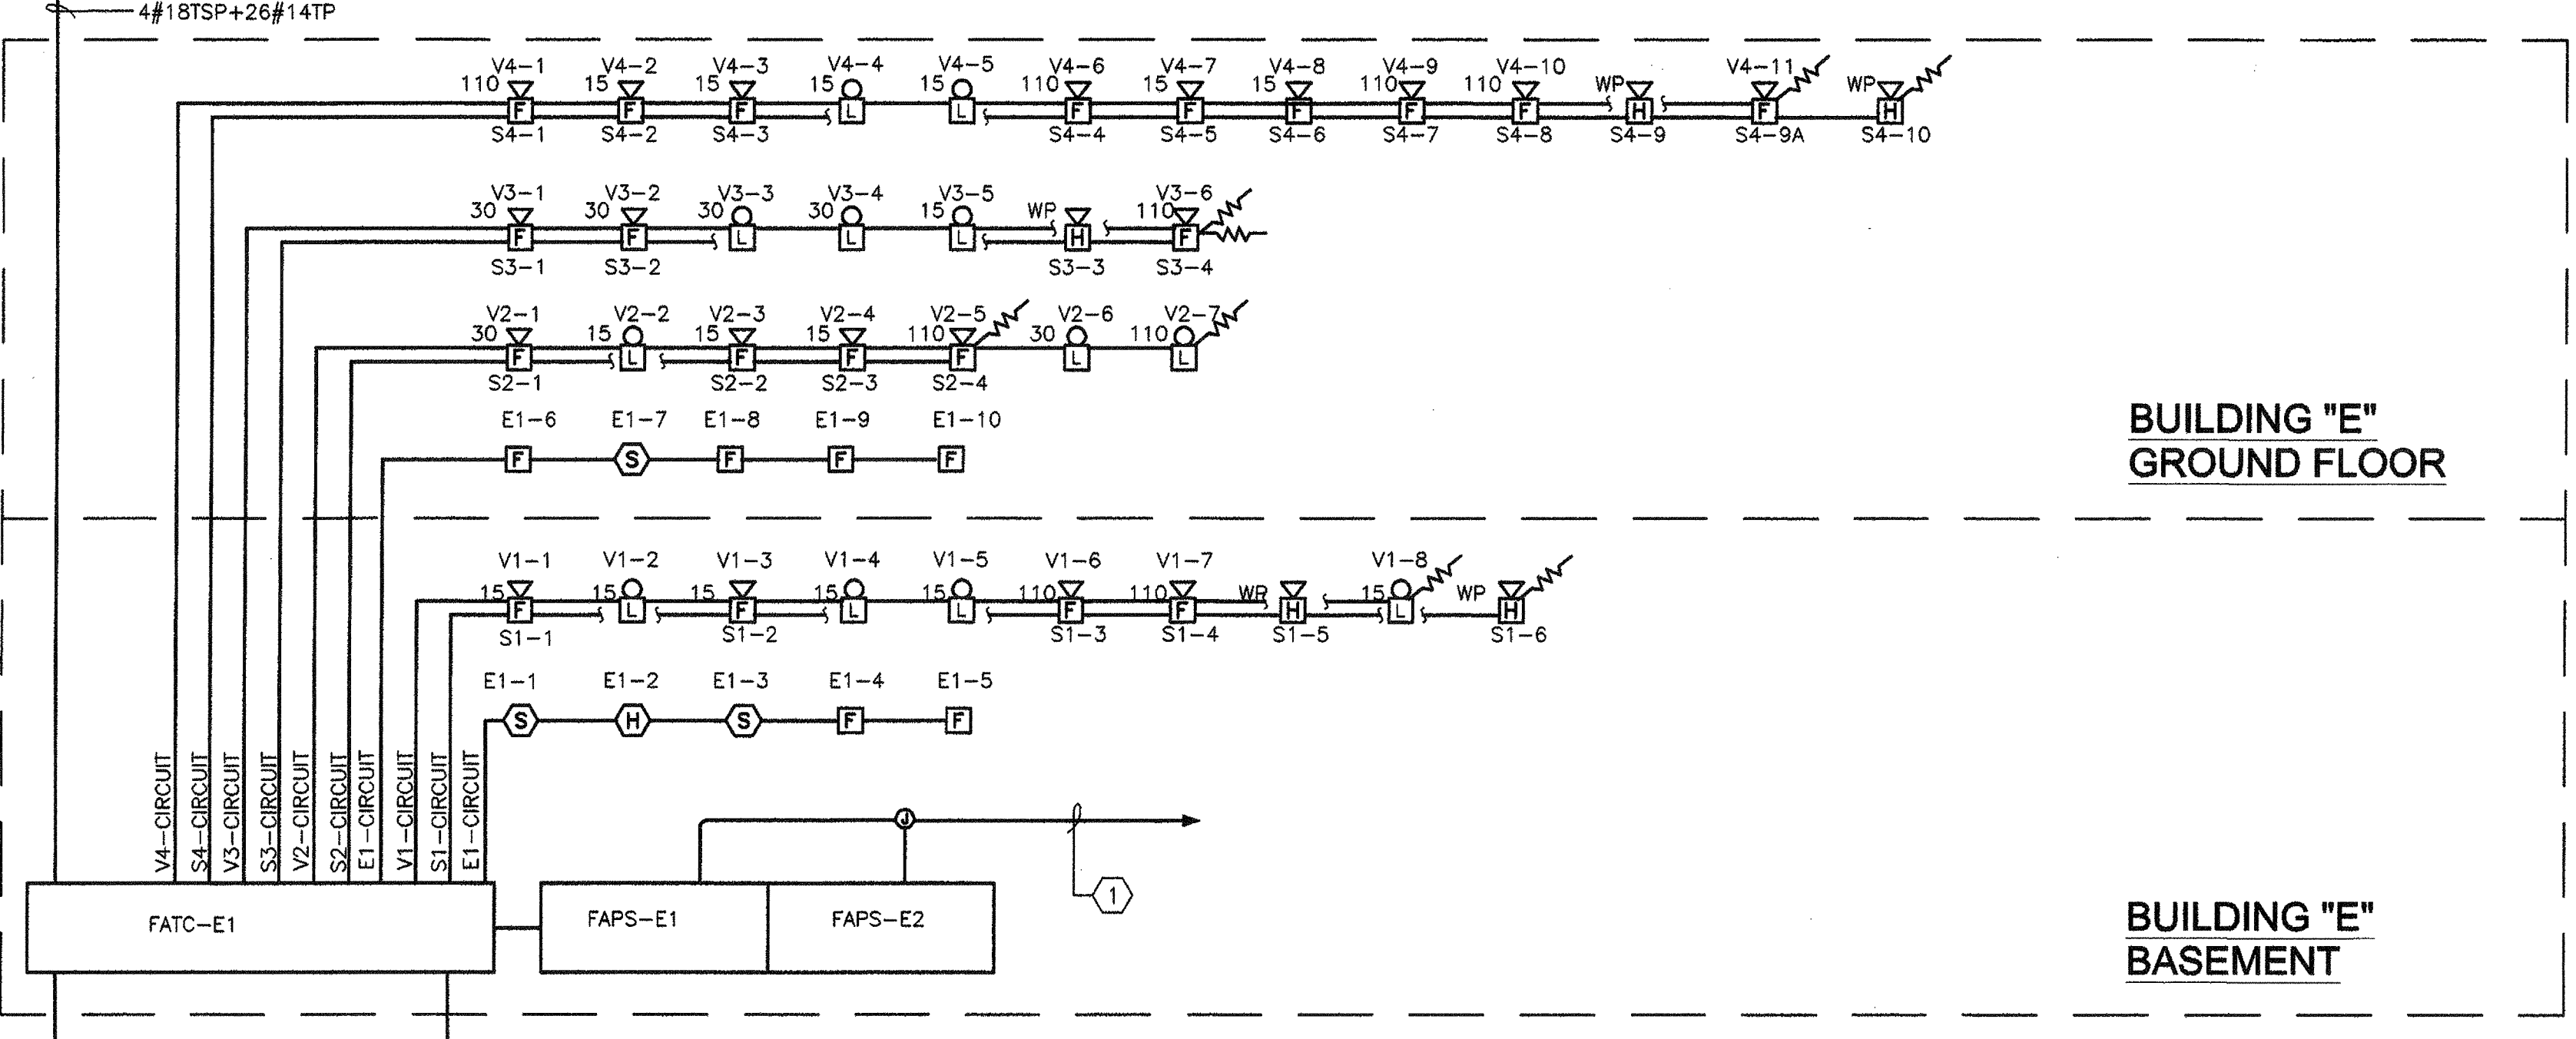 4#18TSP+26#14TP
V4-1 V4-2 V4-3 V4-4 V4-5 V4-6 V4-7 V4-8 V4-9 V4-10 V4-11
110 15 15 15 15 110 15 15 110 110 WP WP
F F F L L F F F F F H F H
S4-1 S4-2 S4-3 S4-4 S4-5 S4-6 S4-7 S4-8 S4-9 S4-9A S4-10
V3-1 V3-2 V3-3 V3-4 V3-5 V3-6
30 30 30 30 15 WP 110
F F L L L H F
S3-1 S3-2 S3-3 S3-4
V2-1 V2-2 V2-3 V2-4 V2-5 V2-6 V2-7
30 15 15 15 110 30 110
F L F F F L L
S2-1 S2-2 S2-3 S2-4
E1-6 E1-7 E1-8 E1-9 E1-10
F S F F F
BUILDING "E"
GROUND FLOOR
V1-1 V1-2 V1-3 V1-4 V1-5 V1-6 V1-7 V1-8
15 15 15 15 15 110 110 WP 15 WP
F L F L L F F H L H
S1-1 S1-2 S1-3 S1-4 S1-5 S1-6
E1-1 E1-2 E1-3 E1-4 E1-5
S H S F F
V4-CIRCUIT
S4-CIRCUIT
V3-CIRCUIT
S3-CIRCUIT
V2-CIRCUIT
S2-CIRCUIT
E1-CIRCUIT
V1-CIRCUIT
S1-CIRCUIT
E1-CIRCUIT
J
1
FATC-E1 FAPS-E1 FAPS-E2
BUILDING "E"
BASEMENT